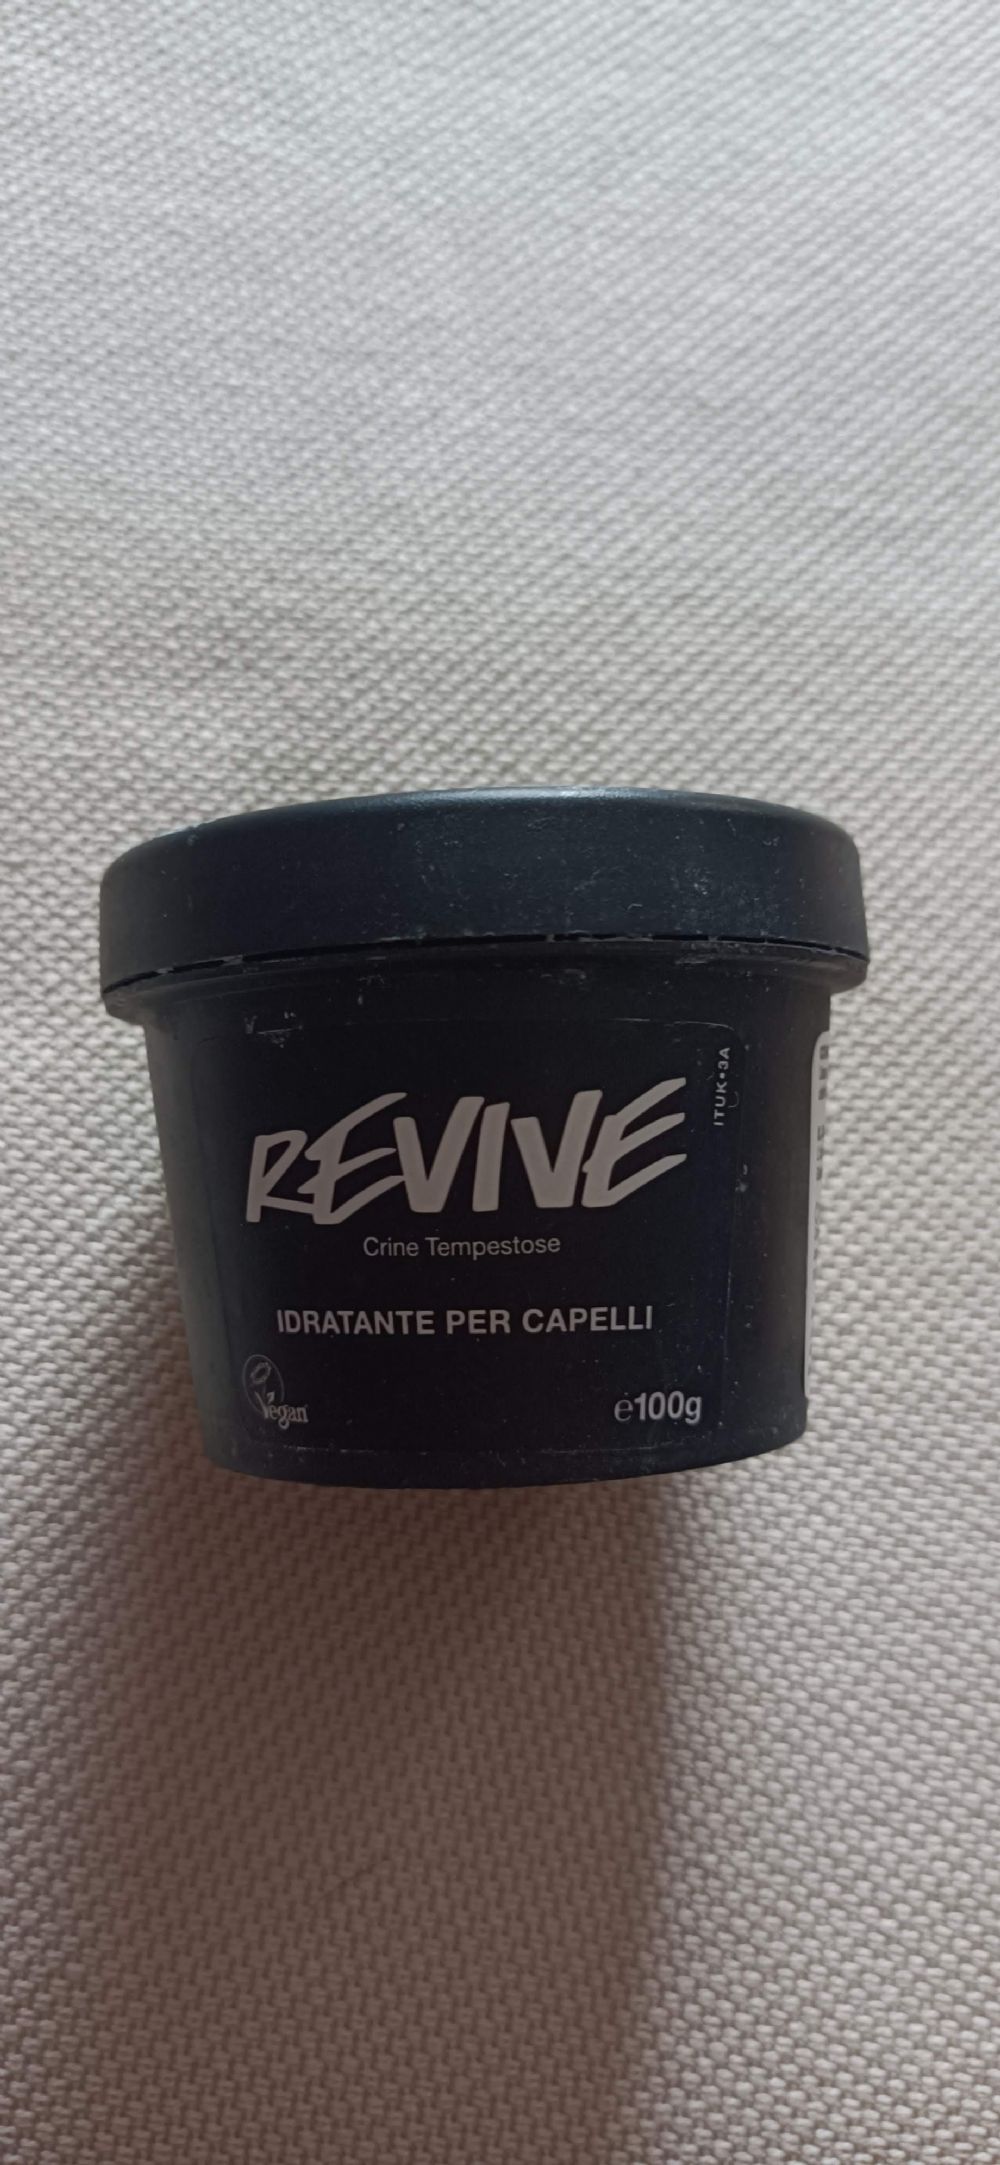 REVIVE
Crine Tempestose
IDRATANTE PER CAPELLI
Vegan
e100g
ITUK•3A